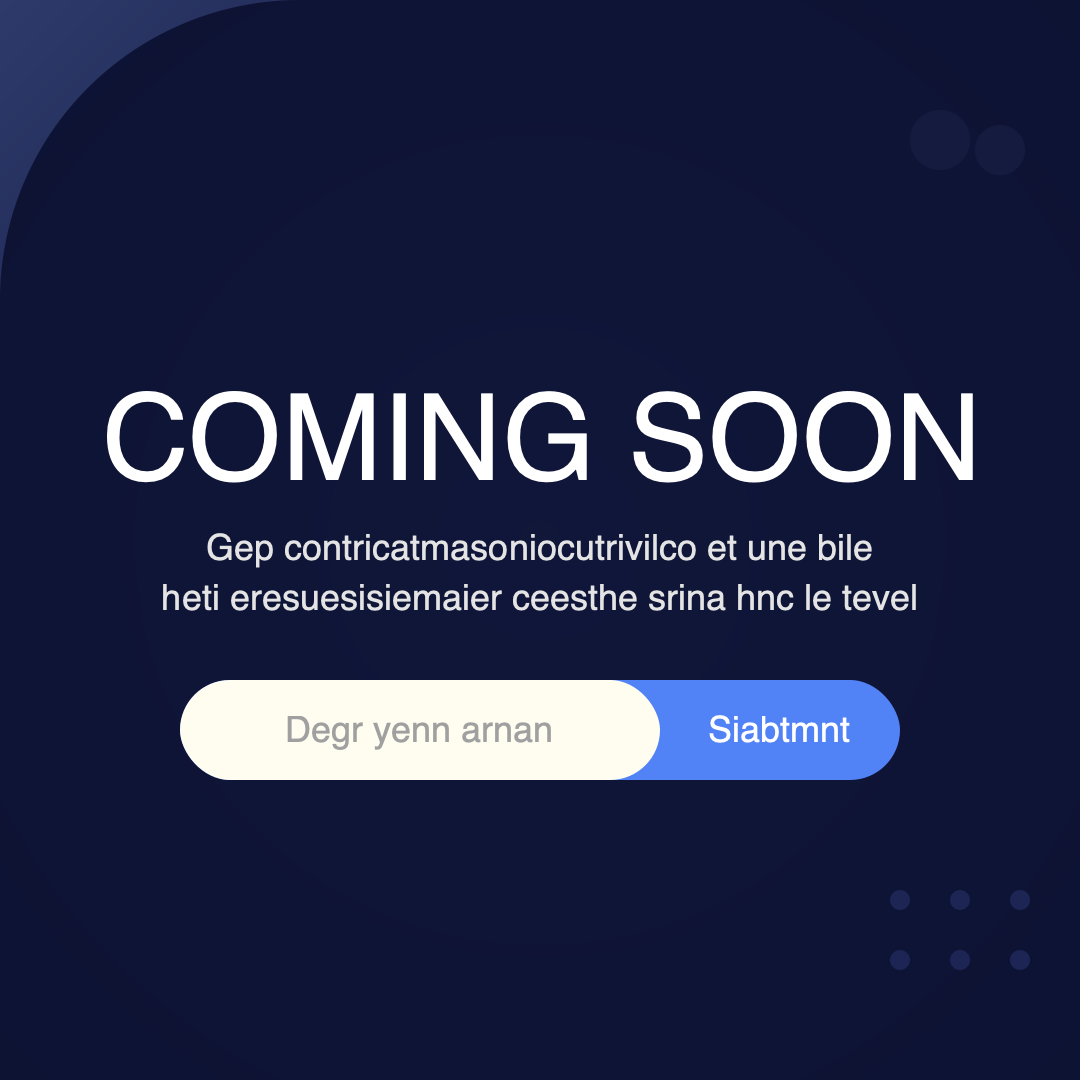 COMING SOON
Gep contricatmasoniocutrivilco et une bile
heti eresuesisiemaier ceesthe srina hnc le tevel
Degr yenn arnan
Siabtmnt